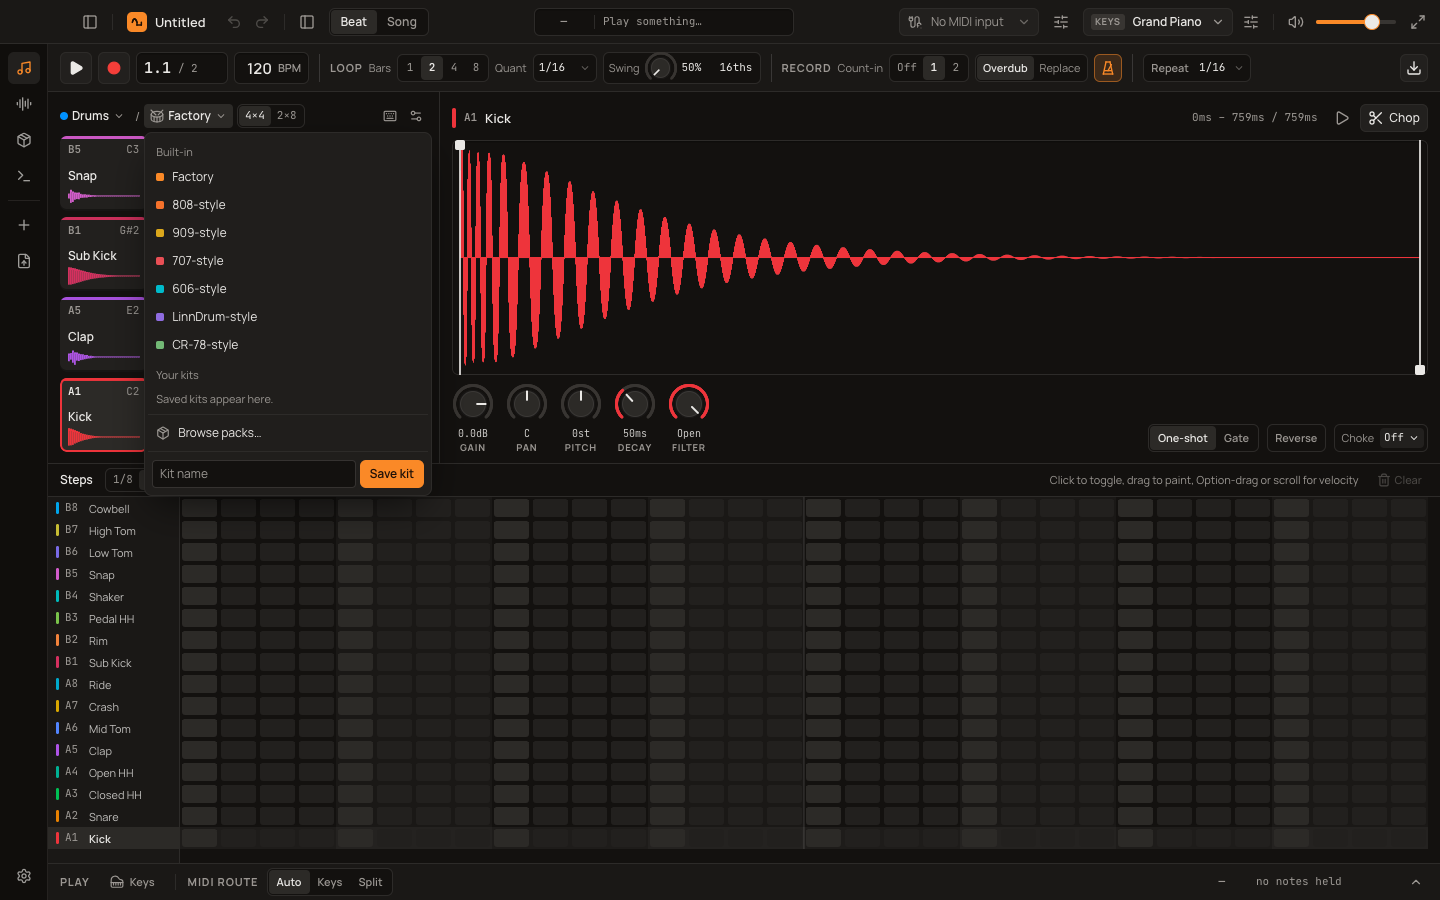 Untitled
Beat Song
– Play something…
No MIDI input
KEYS Grand Piano
1.1 / 2
120 BPM
LOOP Bars 1 2 4 8
Quant 1/16
Swing 50% 16ths
RECORD Count-in Off 1 2
Overdub Replace
Repeat 1/16
Drums / Factory 4×4 2×8
B5 C3
Snap
B1 G#2
Sub Kick
A5 E2
Clap
A1 C2
Kick
Built-in
Factory
808-style
909-style
707-style
606-style
LinnDrum-style
CR-78-style
Your kits
Saved kits appear here.
Browse packs…
Kit name Save kit
A1 Kick
0ms – 759ms / 759ms
Chop
0.0dB C 0st 50ms Open
GAIN PAN PITCH DECAY FILTER
One-shot Gate Reverse Choke Off
Steps 1/8
Click to toggle, drag to paint, Option-drag or scroll for velocity
Clear
B8 Cowbell
B7 High Tom
B6 Low Tom
B5 Snap
B4 Shaker
B3 Pedal HH
B2 Rim
B1 Sub Kick
A8 Ride
A7 Crash
A6 Mid Tom
A5 Clap
A4 Open HH
A3 Closed HH
A2 Snare
A1 Kick
PLAY Keys MIDI ROUTE Auto Keys Split
– no notes held